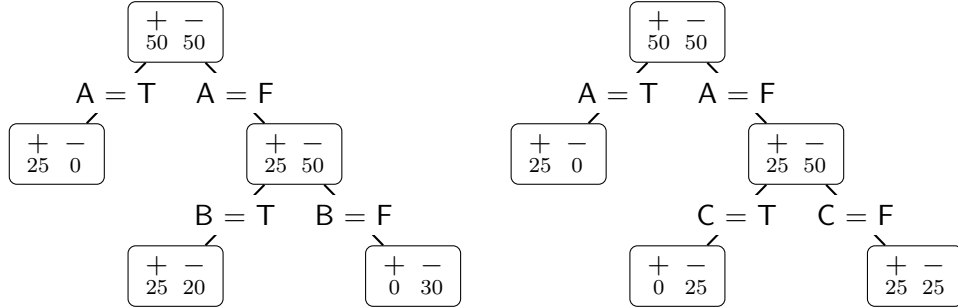 + − + −
50 50 50 50
A = T A = F A = T A = F
+ − + − + − + −
25 0 25 50 25 0 25 50
B = T B = F C = T C = F
+ − + − + − + −
25 20 0 30 0 25 25 25